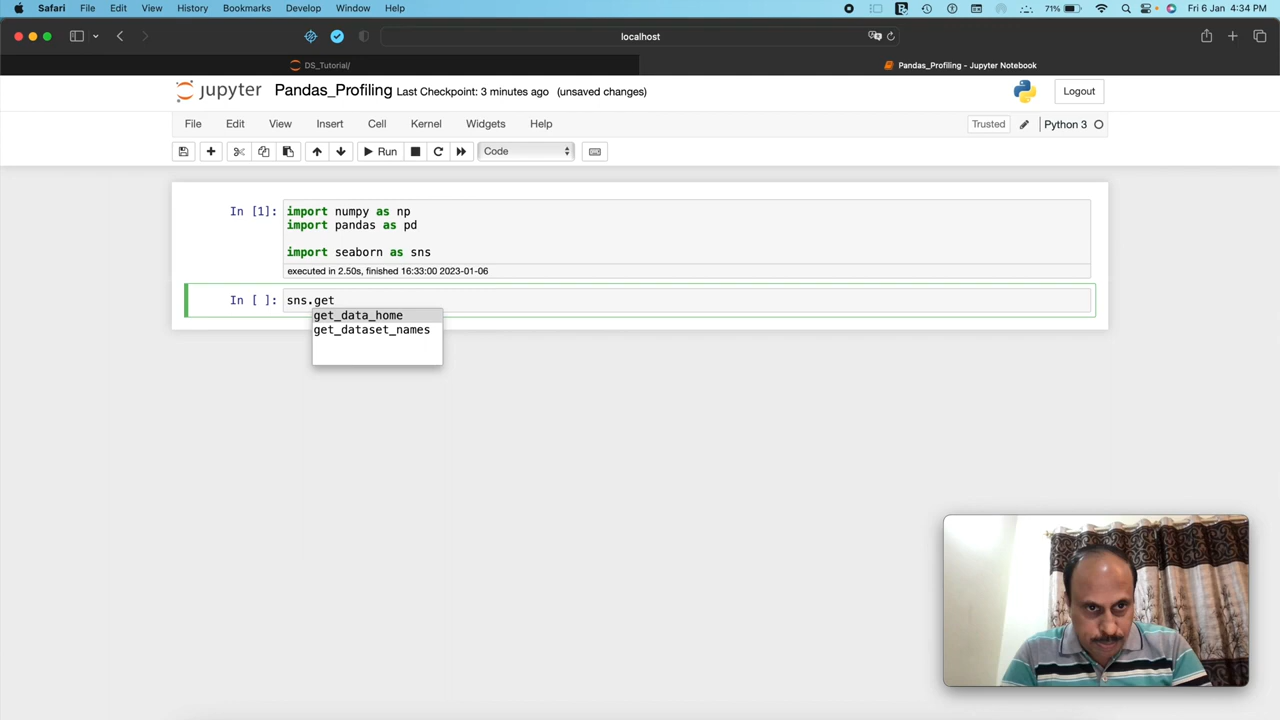 Safari File Edit View History Bookmarks Develop Window Help 71% Fri 6 Jan 4:34 PM
localhost
DS_Tutorial/ Pandas_Profiling - Jupyter Notebook
jupyter Pandas_Profiling Last Checkpoint: 3 minutes ago (unsaved changes) Logout
File Edit View Insert Cell Kernel Widgets Help Trusted Python 3
Run Code
In [1]: import numpy as np
import pandas as pd
import seaborn as sns
executed in 2.50s, finished 16:33:00 2023-01-06
In [ ]: sns.get
get_data_home
get_dataset_names